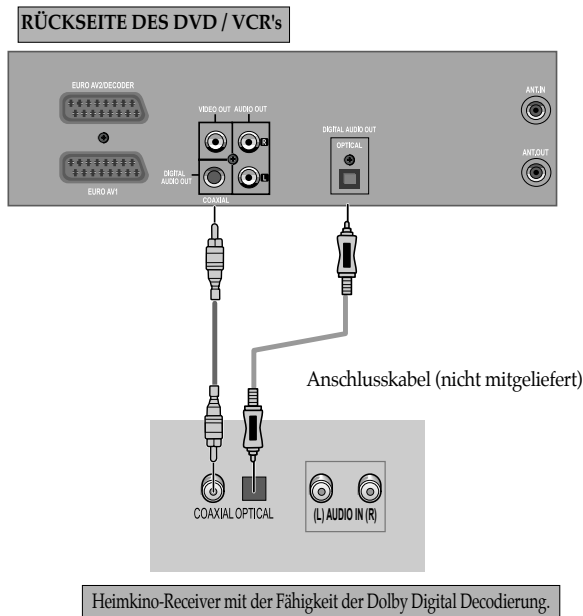 RÜCKSEITE DES DVD / VCR's
EURO AV2/DECODER
VIDEO OUT AUDIO OUT
R
DIGITAL AUDIO OUT
OPTICAL
ANT.IN
DIGITAL
AUDIO OUT
L
COAXIAL
EURO AV1
ANT.OUT
Anschlusskabel (nicht mitgeliefert)
COAXIAL OPTICAL
(L) AUDIO IN (R)
Heimkino-Receiver mit der Fähigkeit der Dolby Digital Decodierung.